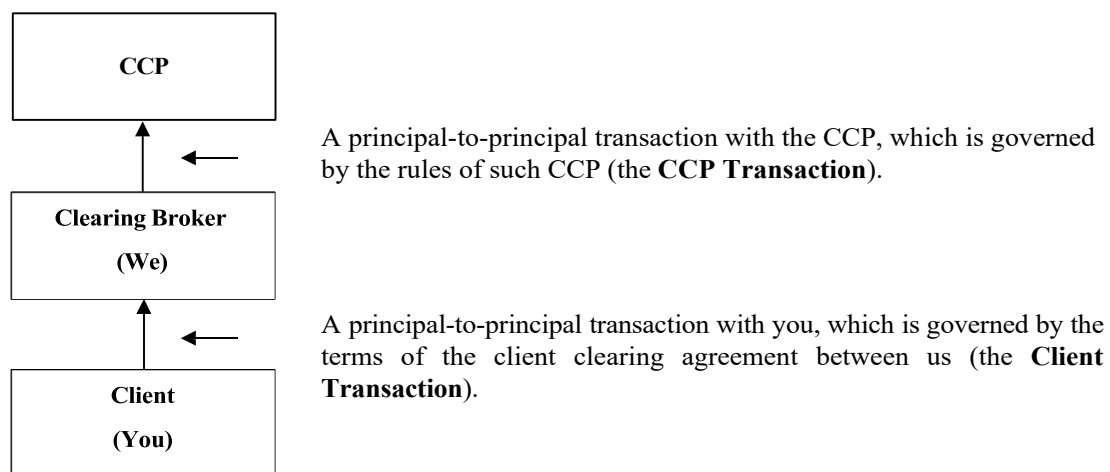 CCP
A principal-to-principal transaction with the CCP, which is governed
by the rules of such CCP (the CCP Transaction).
Clearing Broker
(We)
A principal-to-principal transaction with you, which is governed by the
terms of the client clearing agreement between us (the Client
Transaction).
Client
(You)